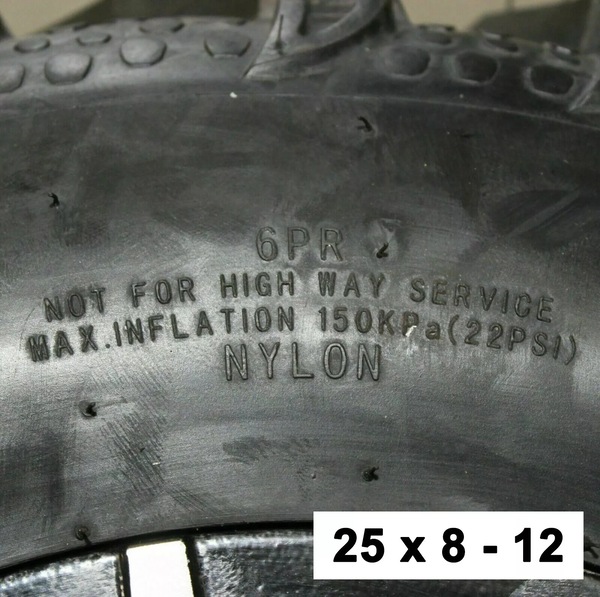 6PR
NOT FOR HIGH WAY SERVICE
MAX.INFLATION 150KPa(22PSI)
NYLON
25 x 8 - 12